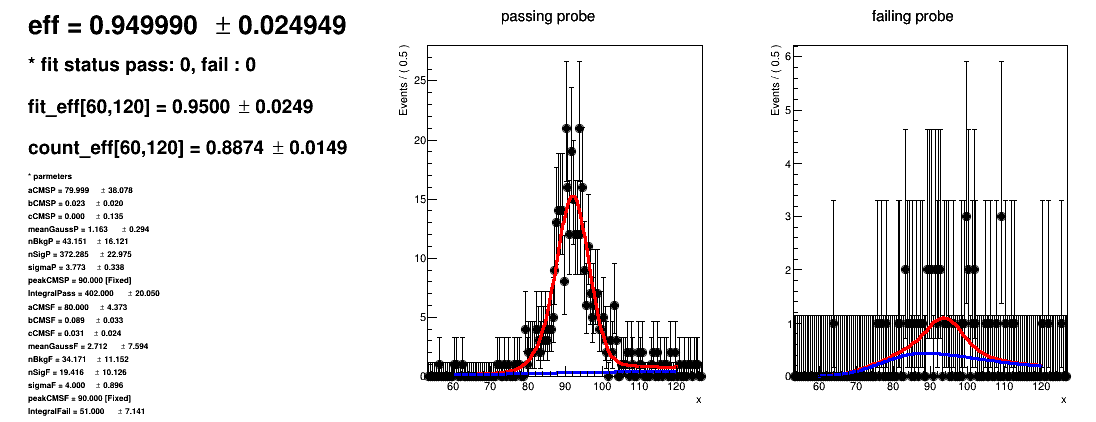 eff = 0.949990 ± 0.024949
* fit status pass: 0, fail : 0
fit_eff[60,120] = 0.9500 ± 0.0249
count_eff[60,120] = 0.8874 ± 0.0149
* parmeters
aCMSP = 79.999 ± 38.078
bCMSP = 0.023 ± 0.020
cCMSP = 0.000 ± 0.135
meanGaussP = 1.163 ± 0.294
nBkgP = 43.151 ± 16.121
nSigP = 372.285 ± 22.975
sigmaP = 3.773 ± 0.338
peakCMSP = 90.000 [Fixed]
IntegralPass = 402.000 ± 20.050
aCMSF = 80.000 ± 4.373
bCMSF = 0.089 ± 0.033
cCMSF = 0.031 ± 0.024
meanGaussF = 2.712 ± 7.594
nBkgF = 34.171 ± 11.152
nSigF = 19.416 ± 10.126
sigmaF = 4.000 ± 0.896
peakCMSF = 90.000 [Fixed]
IntegralFail = 51.000 ± 7.141
passing probe
Events / ( 0.5 )
25
20
15
10
5
0
60 70 80 90 100 110 120
x
failing probe
Events / ( 0.5 )
6
5
4
3
2
1
0
60 70 80 90 100 110 120
x